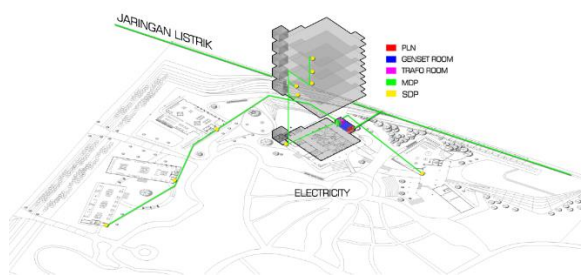 JARINGAN LISTRIK
PLN
GENSET ROOM
TRAFO ROOM
MDP
SDP
ELECTRICITY